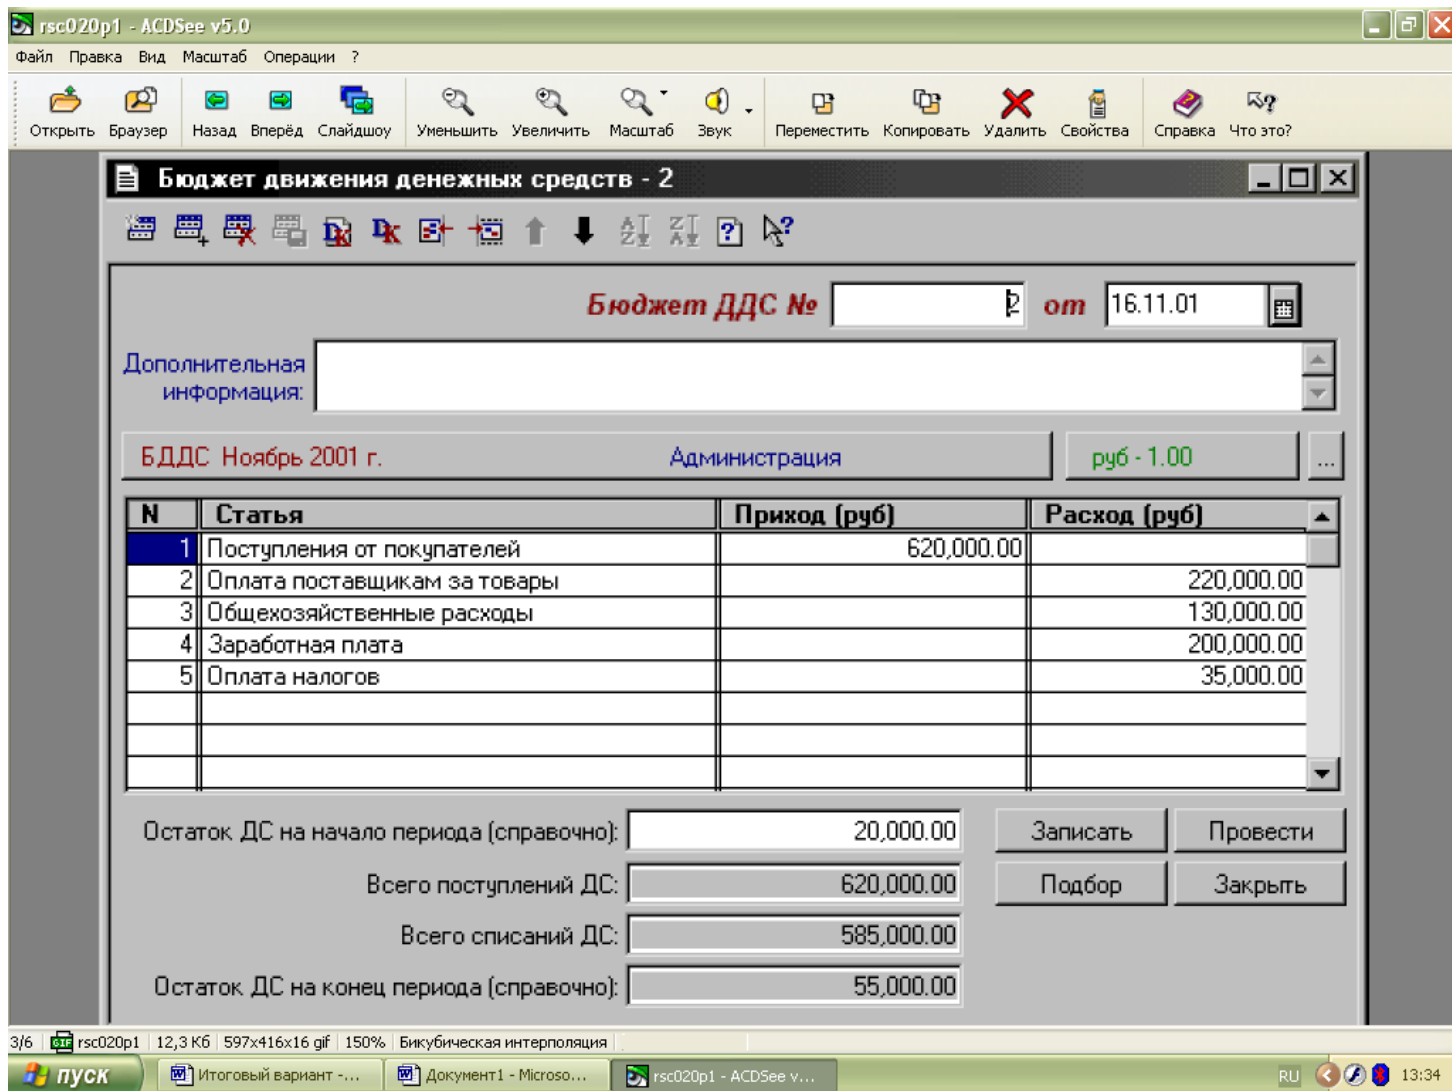 rsc020p1 - ACDSee v5.0
Файл Правка Вид Масштаб Операции ?
Открыть Браузер Назад Вперёд Слайдшоу Уменьшить Увеличить Масштаб Звук Переместить Копировать Удалить Свойства Справка Что это?
Бюджет движения денежных средств - 2
Бюджет ДДС № 2 от 16.11.01
Дополнительная
информация:
БДДС Ноябрь 2001 г. Администрация руб - 1.00 ...
N Статья Приход (руб) Расход (руб)
1 Поступления от покупателей 620,000.00
2 Оплата поставщикам за товары 220,000.00
3 Общехозяйственные расходы 130,000.00
4 Заработная плата 200,000.00
5 Оплата налогов 35,000.00
Остаток ДС на начало периода (справочно): 20,000.00 Записать Провести
Всего поступлений ДС: 620,000.00 Подбор Закрыть
Всего списаний ДС: 585,000.00
Остаток ДС на конец периода (справочно): 55,000.00
3/6 GIF rsc020p1 12,3 Кб 597x416x16 gif 150% Бикубическая интерполяция
пуск Итоговый вариант -... Документ1 - Microso... rsc020p1 - ACDSee v... RU 13:34